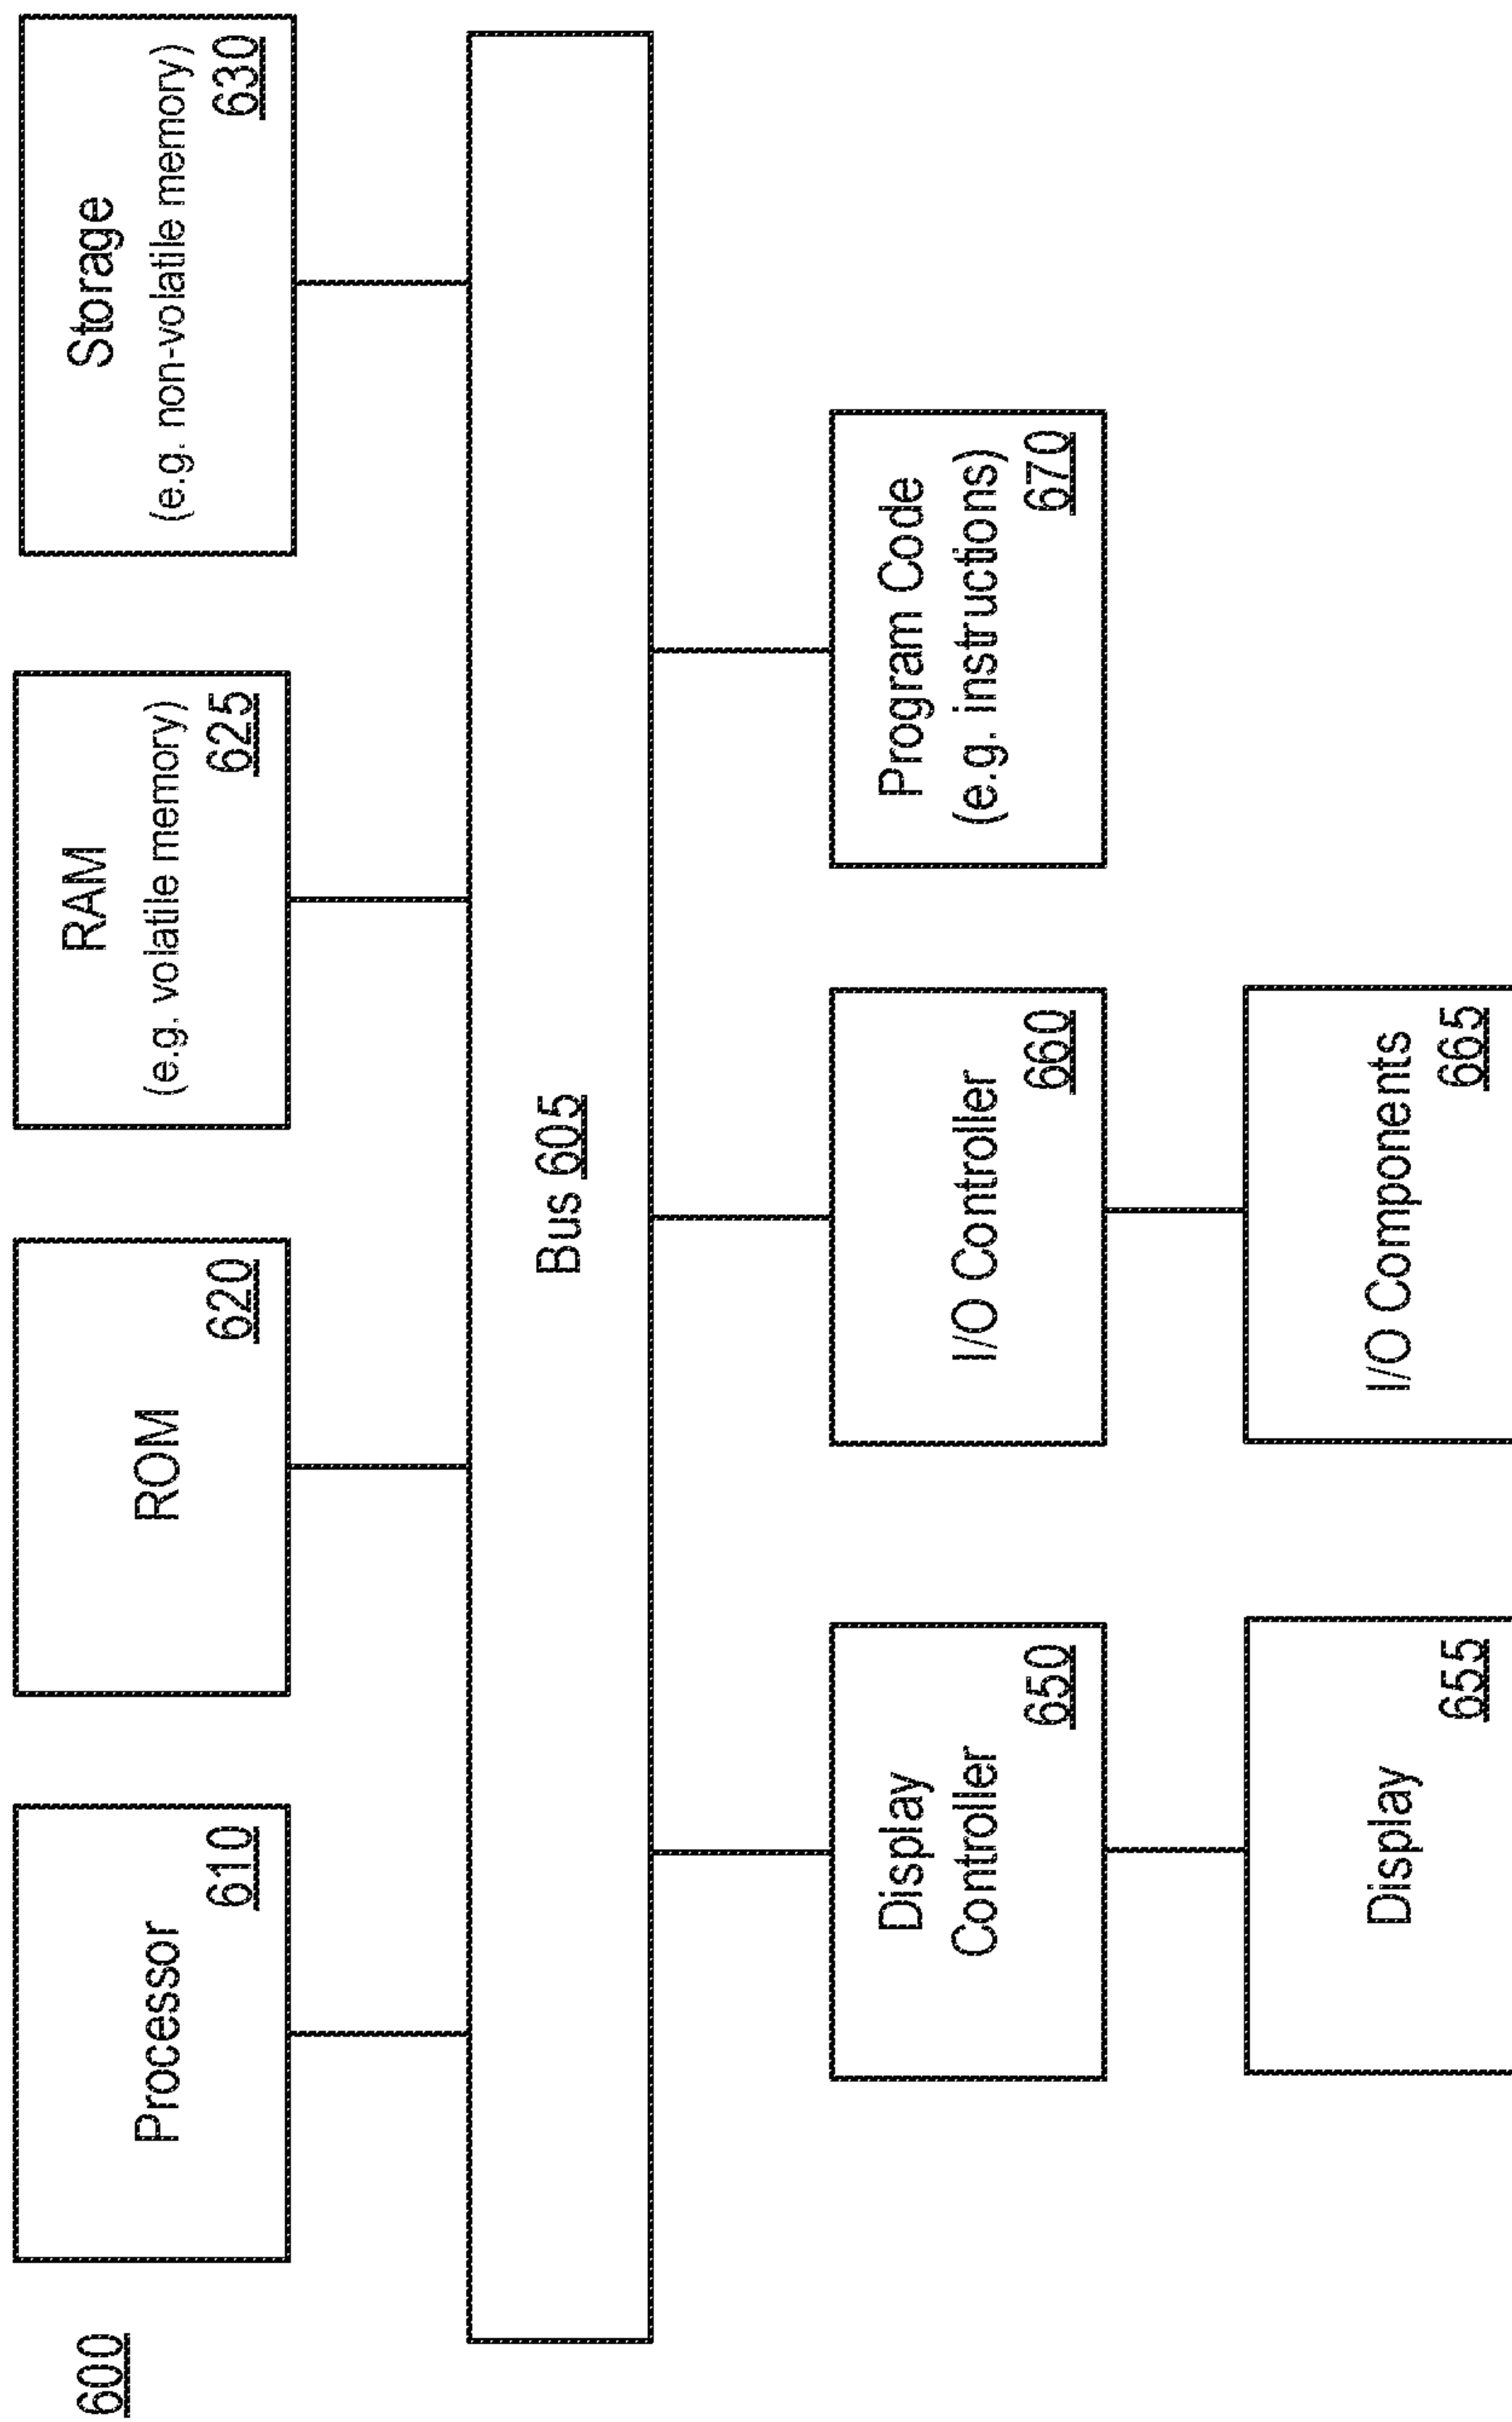 600
Processor
610
ROM
620
RAM
(e.g. volatile memory)
625
Storage
(e.g. non-volatile memory)
630
Bus 605
Display
Controller
650
I/O Controller
660
Program Code
(e.g. instructions)
670
Display
655
I/O Components
665